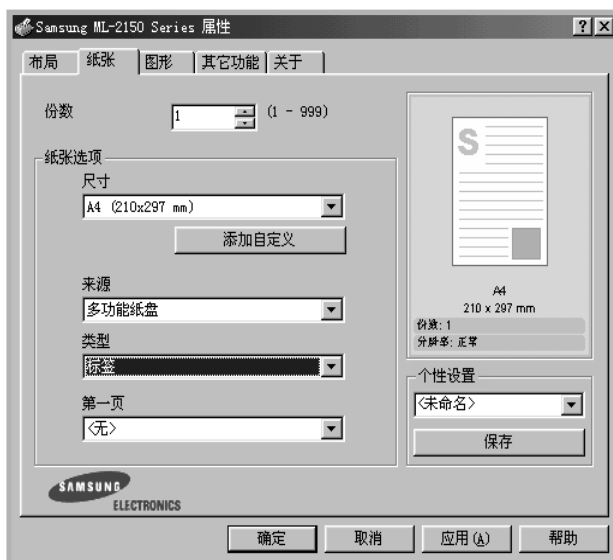 Samsung ML-2150 Series 属性
布局 纸张 图形 其它功能 关于
份数 1 (1 - 999)
纸张选项
尺寸
A4 (210x297 mm)
添加自定义
来源
多功能纸盘
类型
标签
第一页
<无>
S
A4
210 x 297 mm
份数: 1
分辨率: 正常
个性设置
<未命名>
保存
SAMSUNG
ELECTRONICS
确定 取消 应用(A) 帮助